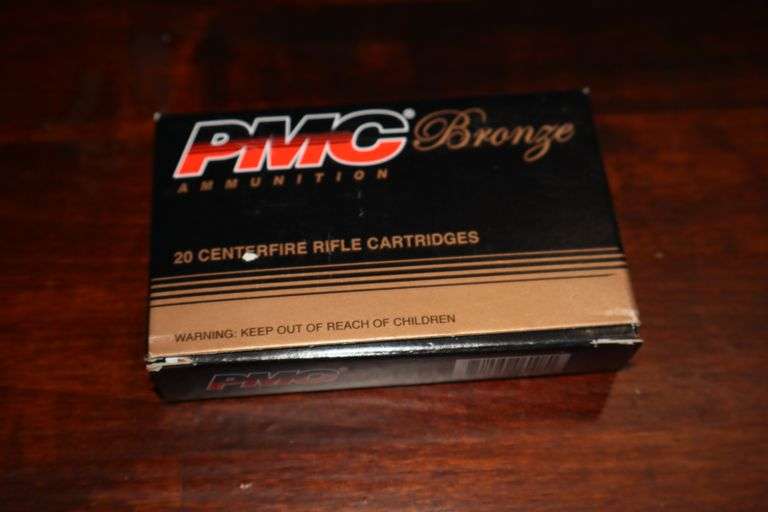 PMC® Bronze
AMMUNITION
20 CENTERFIRE RIFLE CARTRIDGES
WARNING: KEEP OUT OF REACH OF CHILDREN
PMC